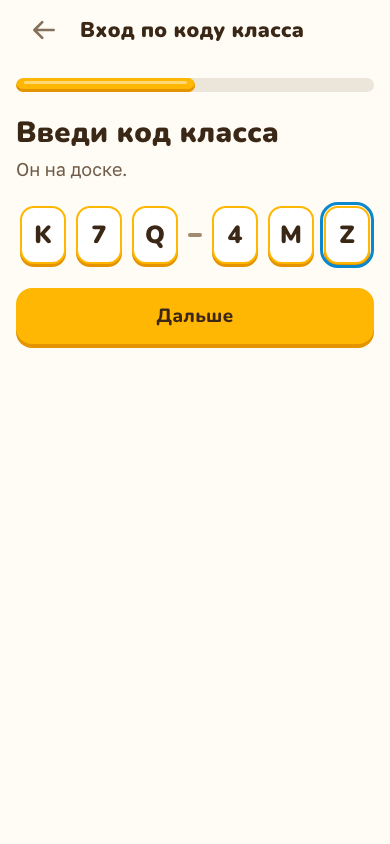 Вход по коду класса
Введи код класса
Он на доске.
K 7 Q – 4 M Z
Дальше